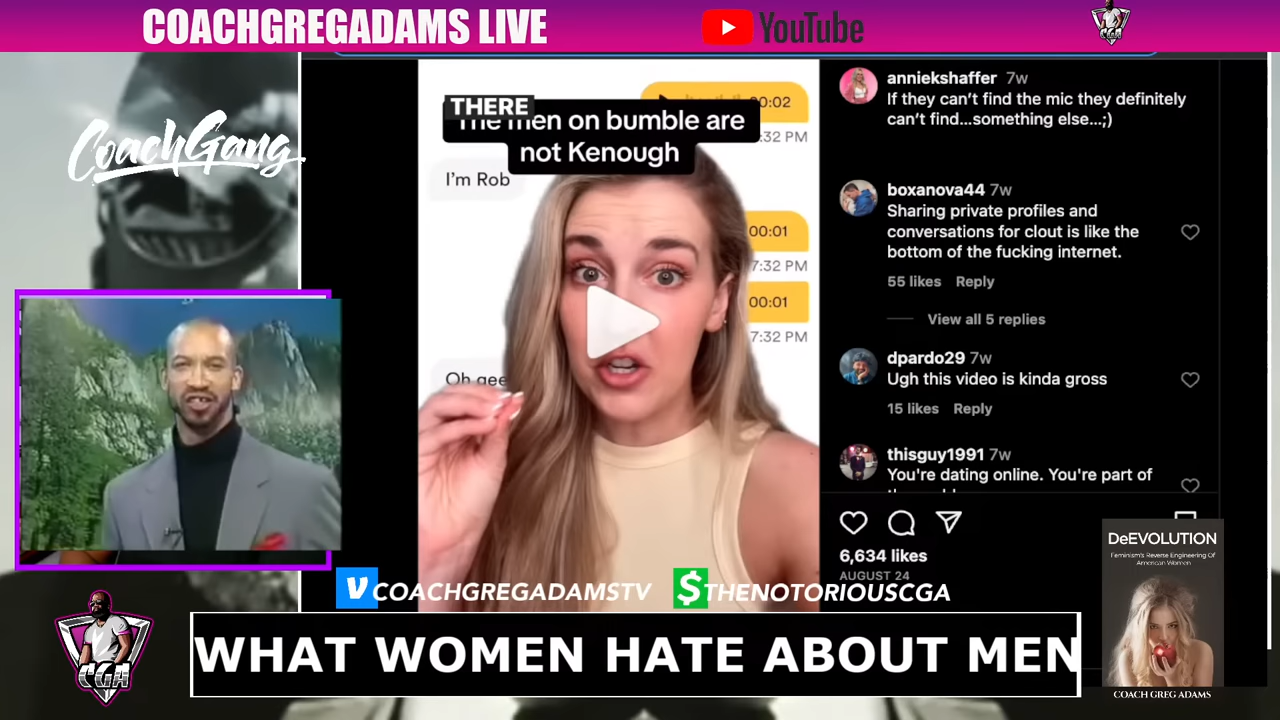 COACHGREGADAMS LIVE
YouTube
CGA
CoachGang
THERE
The men on bumble are
not Kenough
00:02
7:32 PM
I'm Rob
00:01
7:32 PM
00:01
7:32 PM
Oh gee
anniekshaffer 7w
If they can't find the mic they definitely
can't find...something else...;)
boxanova44 7w
Sharing private profiles and
conversations for clout is like the
bottom of the fucking internet.
55 likes Reply
View all 5 replies
dpardo29 7w
Ugh this video is kinda gross
15 likes Reply
thisguy1991 7w
You're dating online. You're part of
6,634 likes
AUGUST 24
COACHGREGADAMSTV
$THENOTORIOUSCGA
CGA
WHAT WOMEN HATE ABOUT MEN
DeEVOLUTION
Feminism's Reverse Engineering Of
American Women
COACH GREG ADAMS